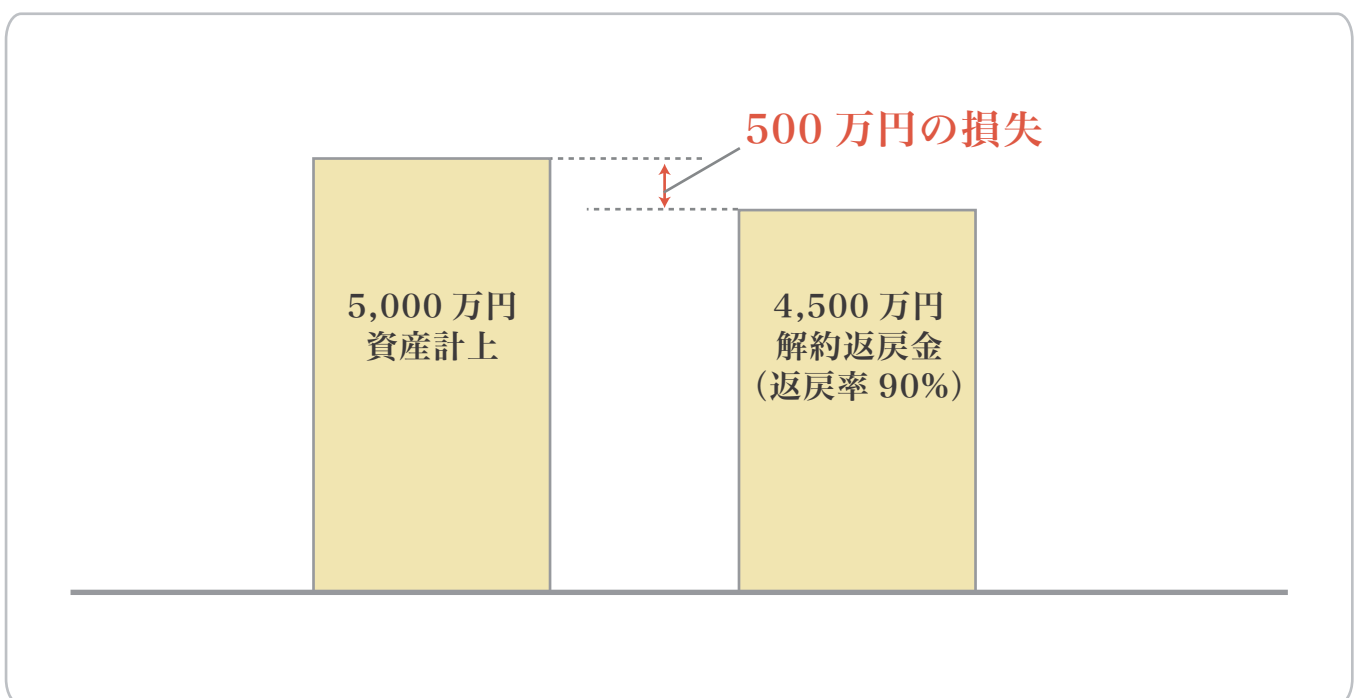 500 万円の損失
5,000 万円
資産計上
4,500 万円
解約返戻金
（返戻率 90%）